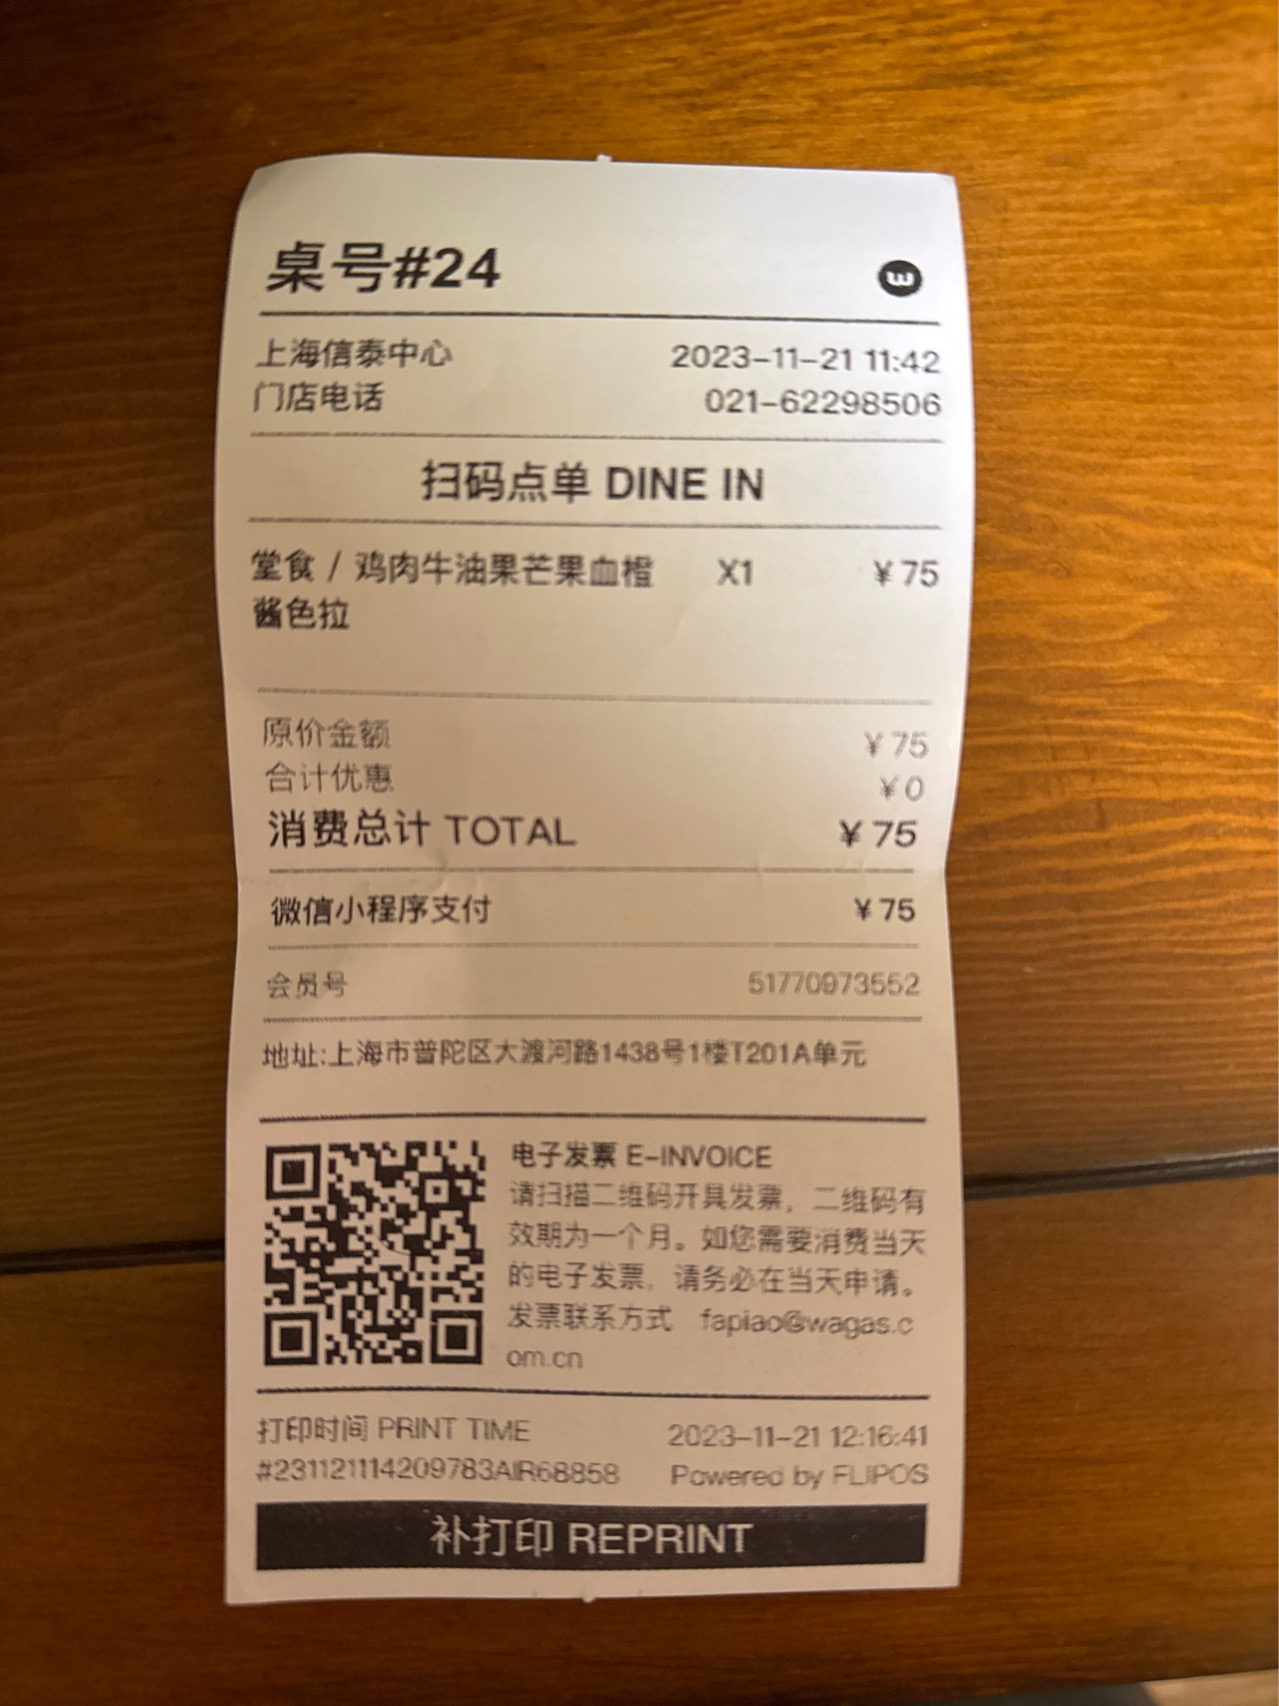 桌号#24
w
上海信泰中心 2023-11-21 11:42
门店电话 021-62298506
扫码点单 DINE IN
堂食 / 鸡肉牛油果芒果血橙 X1 ¥75
酱色拉
原价金额 ¥75
合计优惠 ¥0
消费总计 TOTAL ¥75
微信小程序支付 ¥75
会员号 51770973552
地址:上海市普陀区大渡河路1438号1楼T201A单元
电子发票 E-INVOICE
请扫描二维码开具发票，二维码有
效期为一个月。如您需要消费当天
的电子发票，请务必在当天申请。
发票联系方式 fapiao@wagas.c
om.cn
打印时间 PRINT TIME 2023-11-21 12:16:41
#231121114209783AIR68858 Powered by FLIPOS
补打印 REPRINT